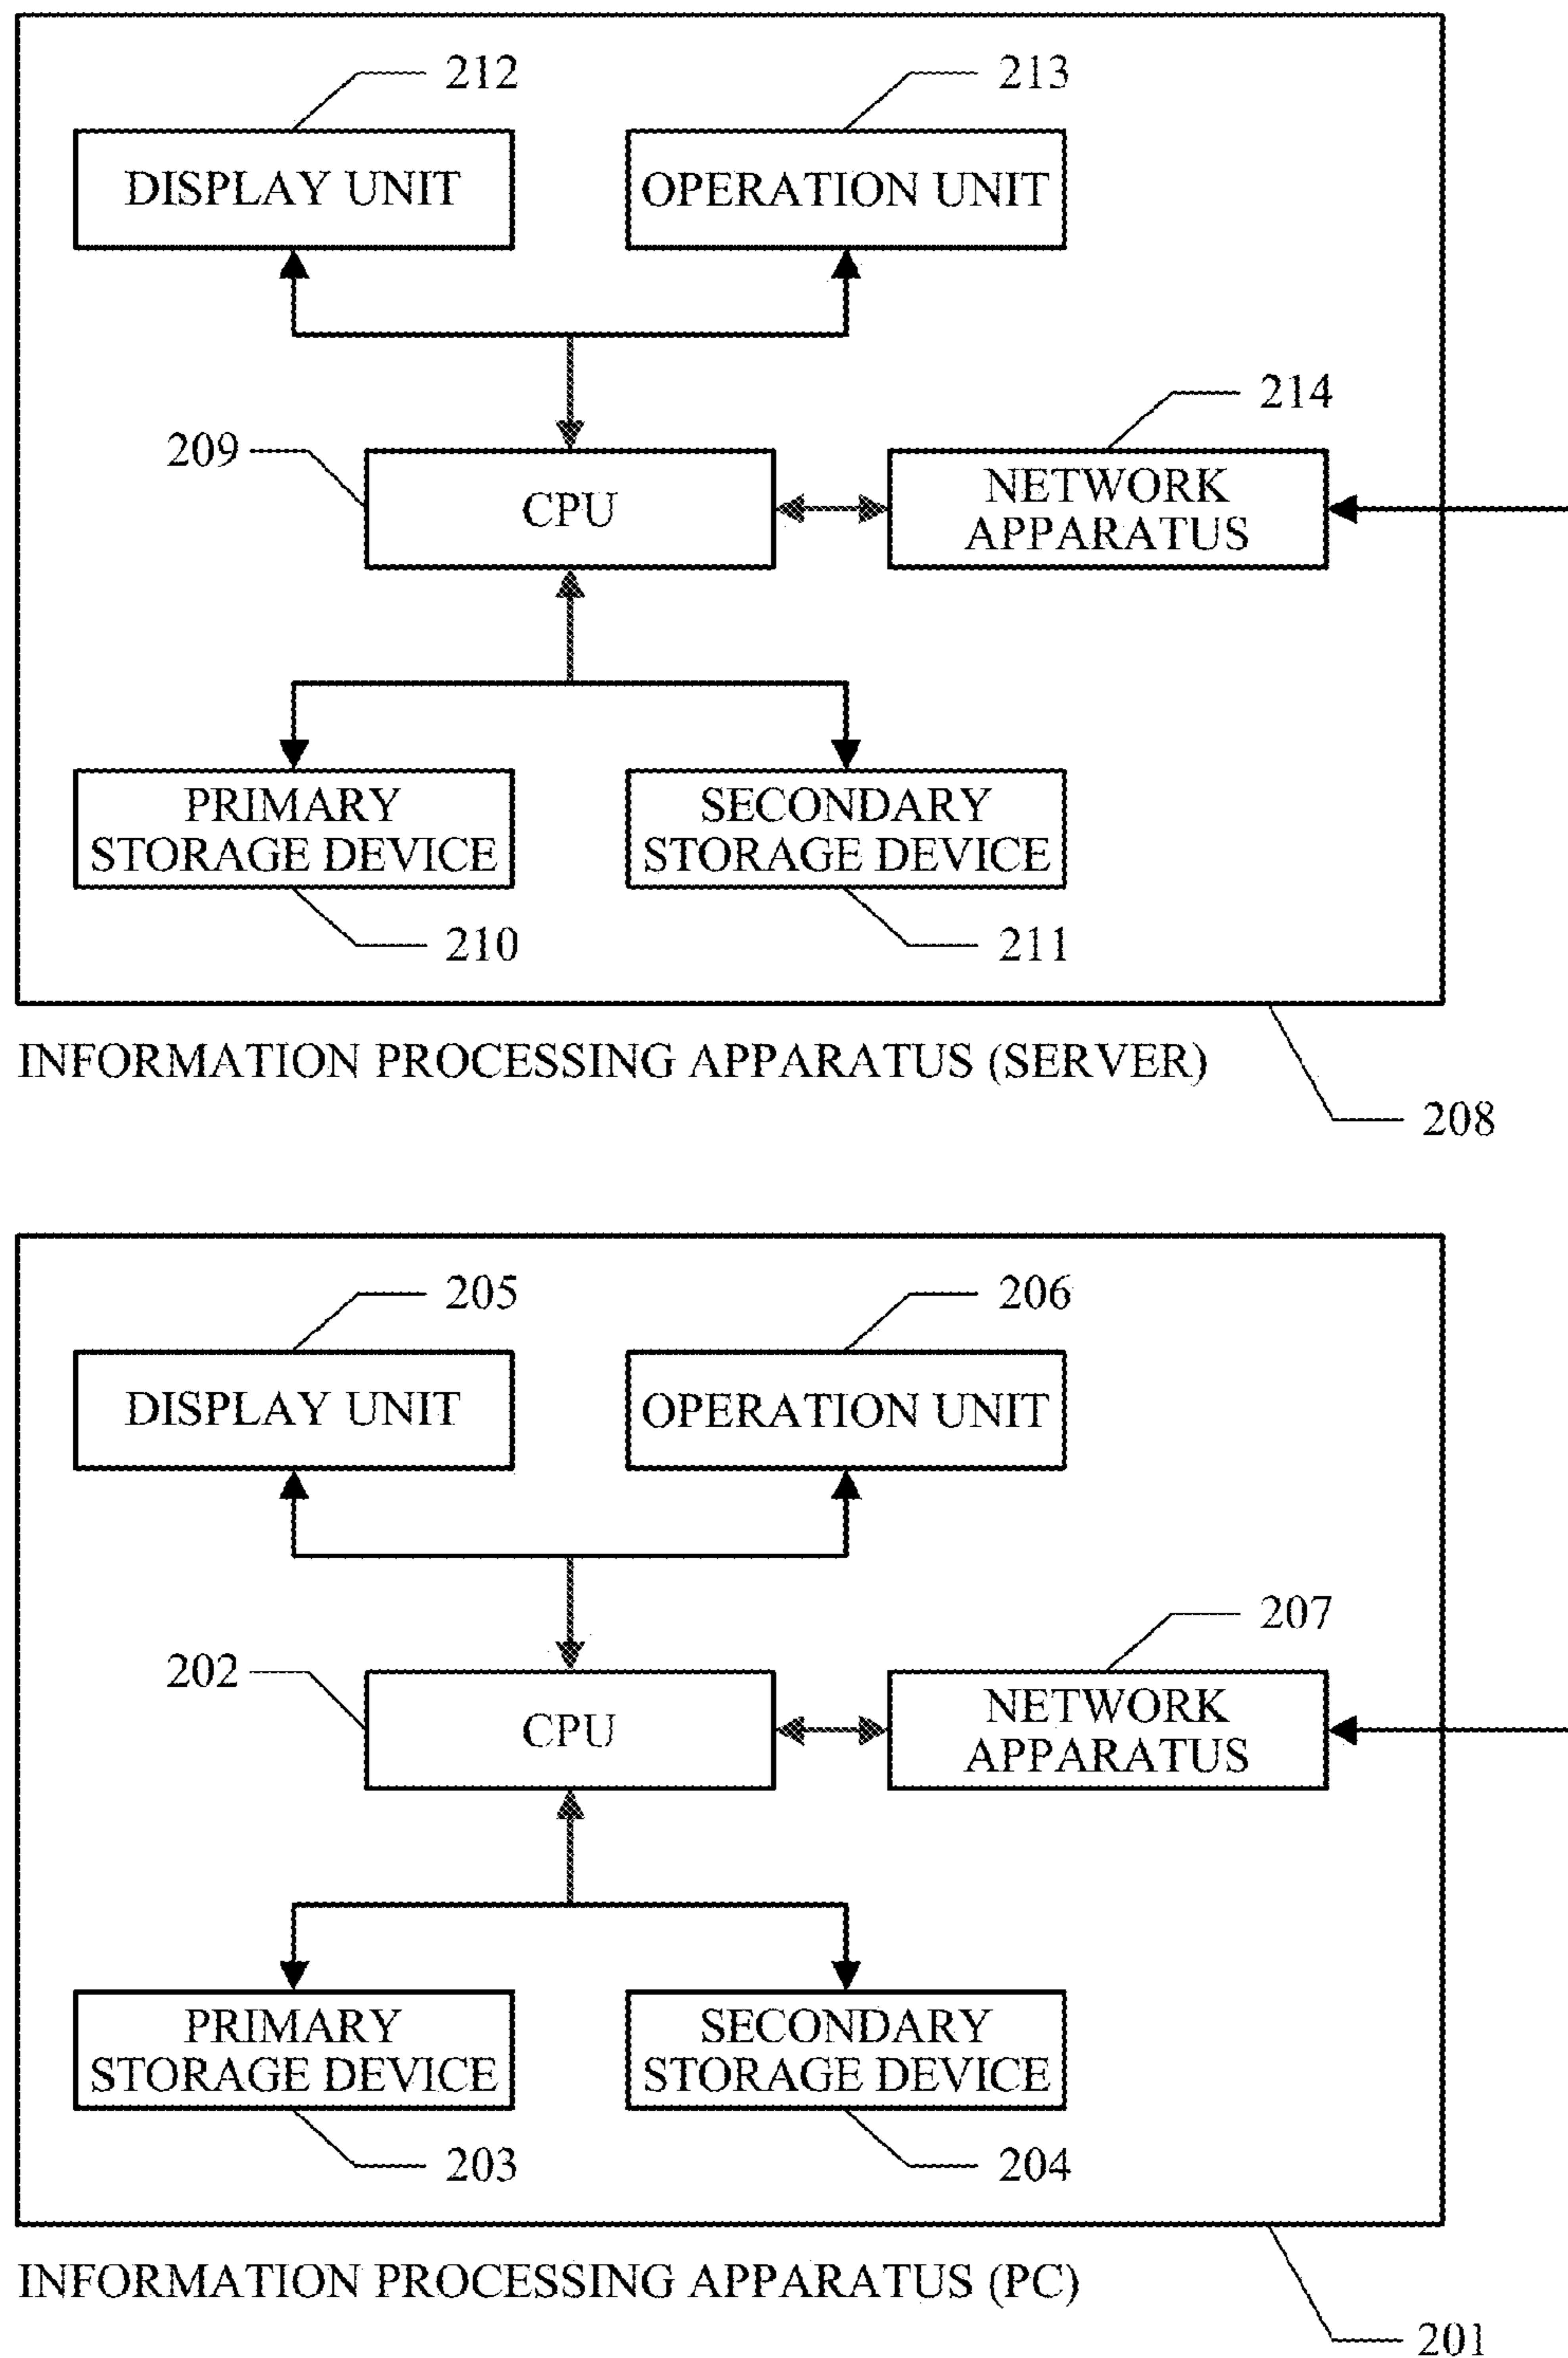 212
213
DISPLAY UNIT
OPERATION UNIT
214
209
CPU
NETWORK
APPARATUS
PRIMARY
STORAGE DEVICE
SECONDARY
STORAGE DEVICE
210
211
INFORMATION PROCESSING APPARATUS (SERVER)
208
205
206
DISPLAY UNIT
OPERATION UNIT
207
202
CPU
NETWORK
APPARATUS
PRIMARY
STORAGE DEVICE
SECONDARY
STORAGE DEVICE
203
204
INFORMATION PROCESSING APPARATUS (PC)
201